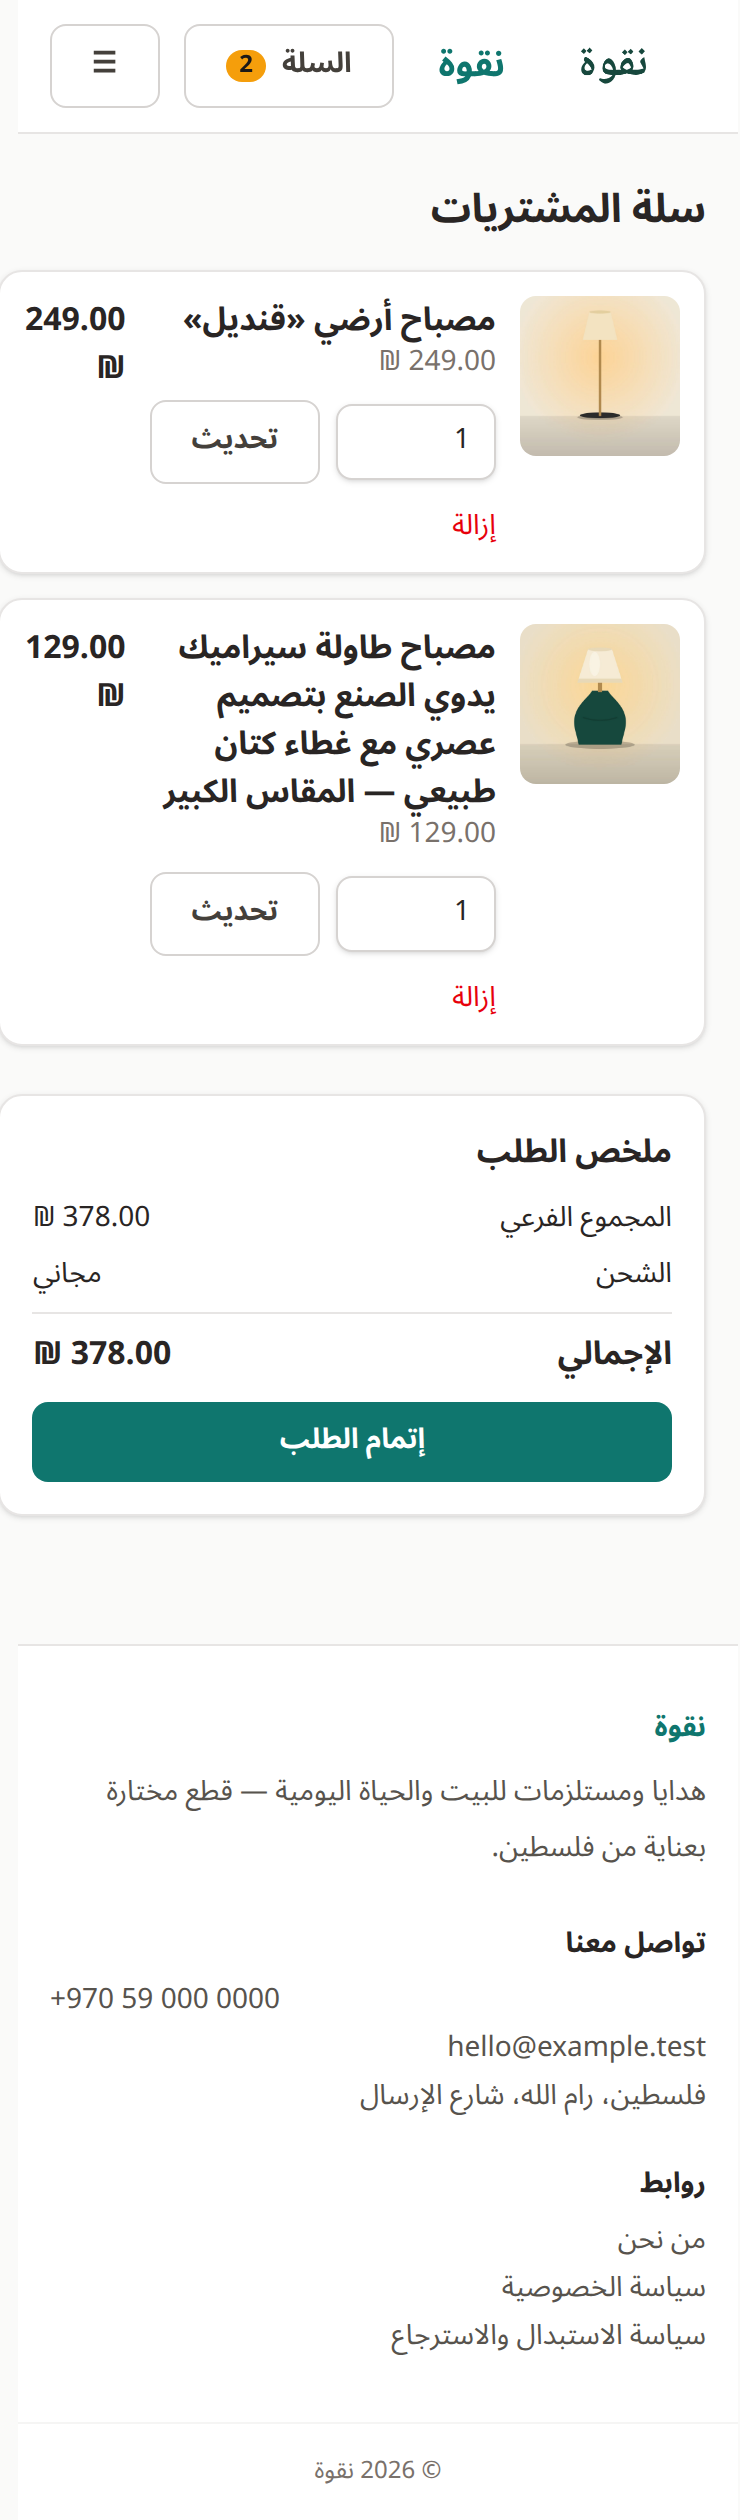 نقوة
نقوة
السلة 2
☰
سلة المشتريات
مصباح أرضي «قنديل»
249.00 ₪
249.00 ₪
1
تحديث
إزالة
مصباح طاولة سيراميك
يدوي الصنع بتصميم
عصري مع غطاء كتان
طبيعي — المقاس الكبير
129.00 ₪
129.00 ₪
1
تحديث
إزالة
ملخص الطلب
المجموع الفرعي 378.00 ₪
الشحن مجاني
الإجمالي 378.00 ₪
إتمام الطلب
نقوة
هدايا ومستلزمات للبيت والحياة اليومية — قطع مختارة
بعناية من فلسطين.
تواصل معنا
+970 59 000 0000
hello@example.test
فلسطين، رام الله، شارع الإرسال
روابط
من نحن
سياسة الخصوصية
سياسة الاستبدال والاسترجاع
© 2026 نقوة